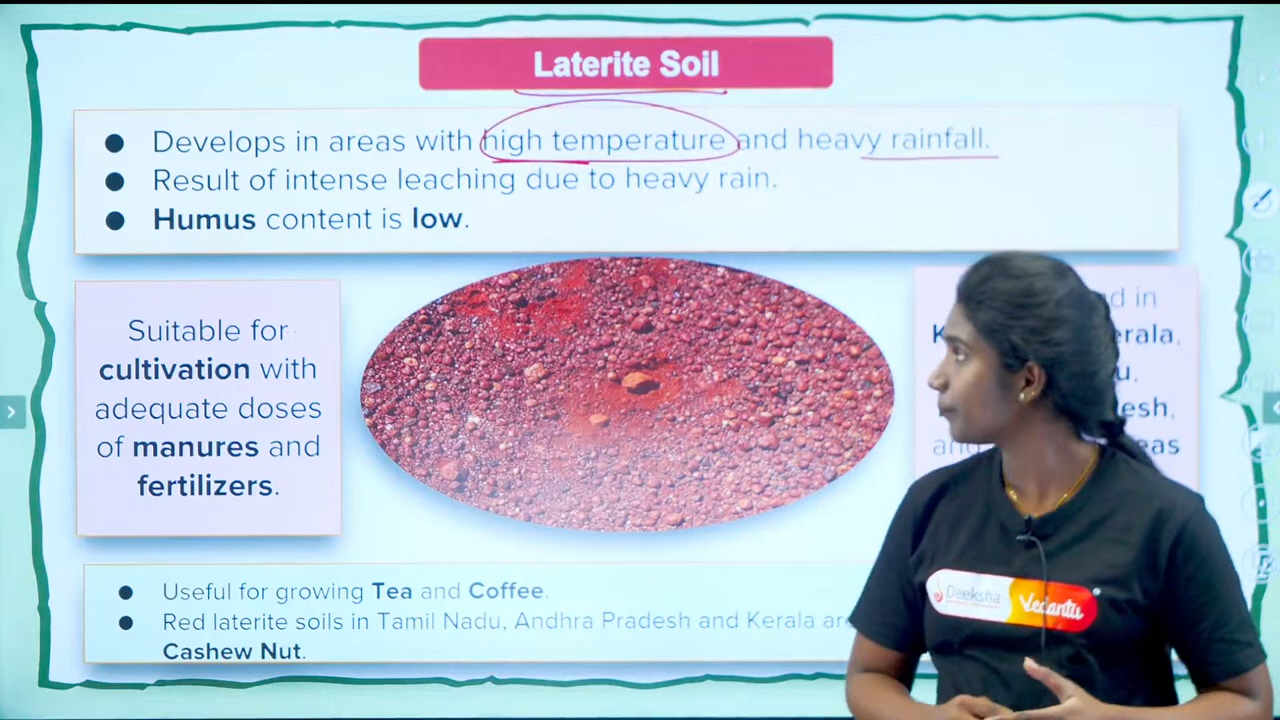 Laterite Soil
Develops in areas with high temperature and heavy rainfall.
Result of intense leaching due to heavy rain.
Humus content is low.
Suitable for
cultivation with
adequate doses
of manures and
fertilizers.
in
esh,
Useful for growing Tea and Coffee.
Red laterite soils in Tamil Nadu, Andhra Pradesh and Kerala are
Cashew Nut.
Deeksha
Vedantu